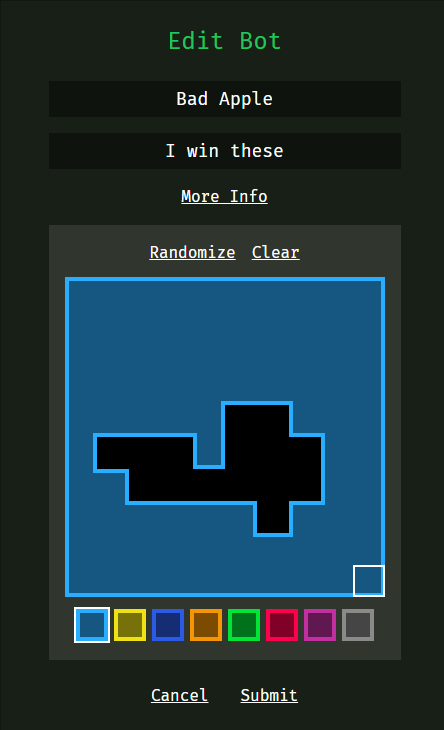 Edit Bot
Bad Apple
I win these
More Info
Randomize Clear
Cancel Submit